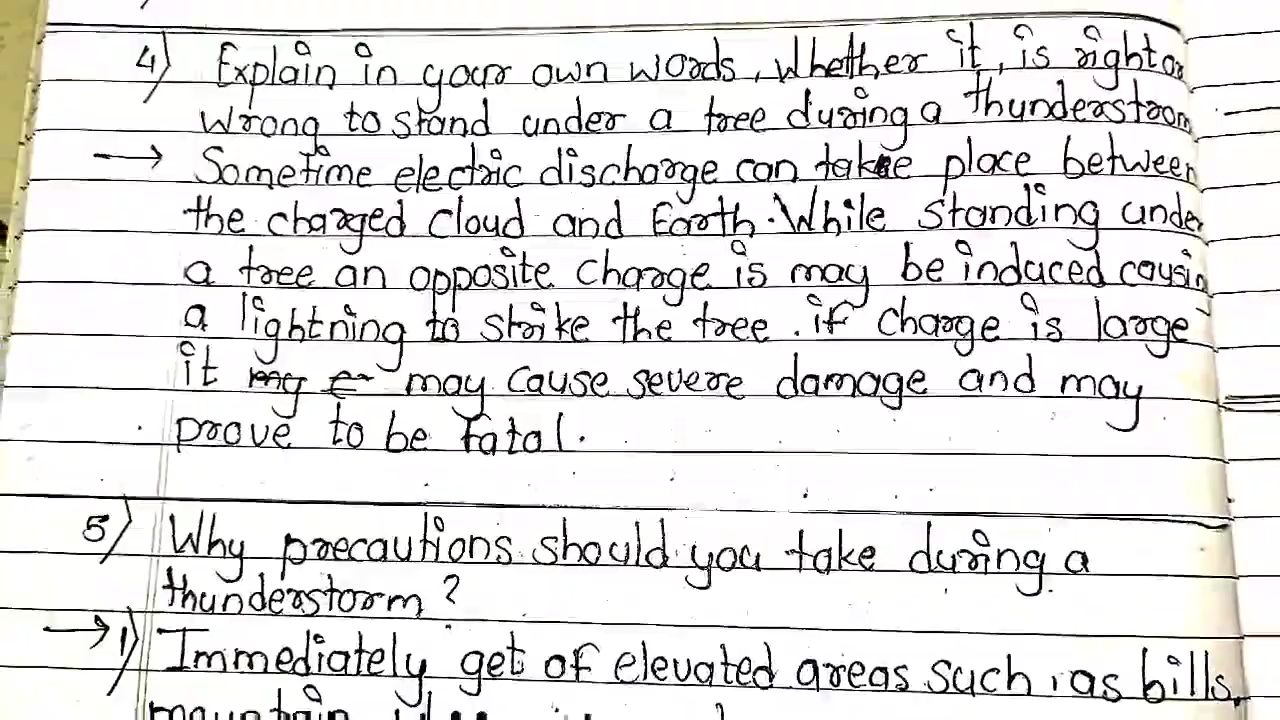 4) Explain in your own words, whether it, is right or
wrong to stand under a tree during a thunderstrom
→ Sometime electric discharge can take place between
the charged cloud and Earth. While standing under
a tree an opposite charge is may be induced causin
a lightning to strike the tree. if charge is large
it may cause severe damage and may
prove to be fatal.
5) Why precautions should you take during a
thunderstorm?
→ 1) Immediately get of elevated areas such as hills,
mountain